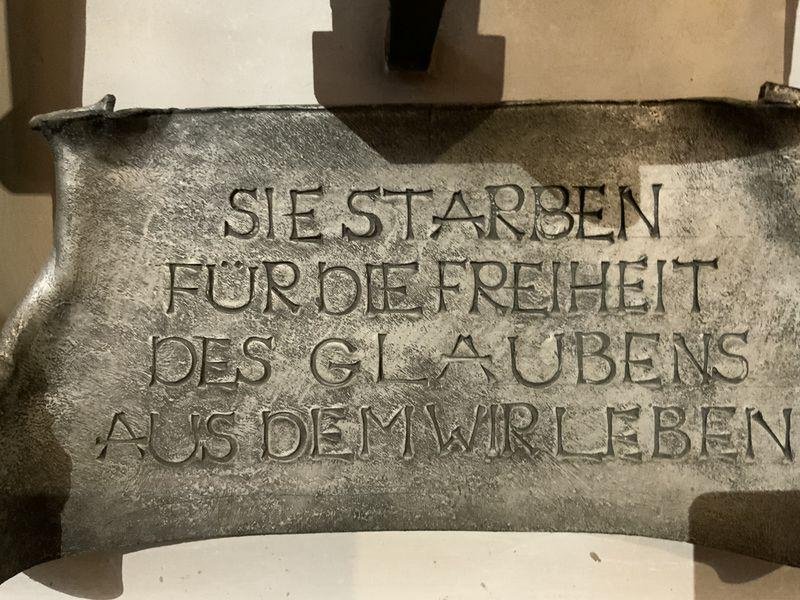 SIE STARBEN
FÜR DIE FREIHEIT
DES GLAUBENS
AUS DEM WIR LEBEN